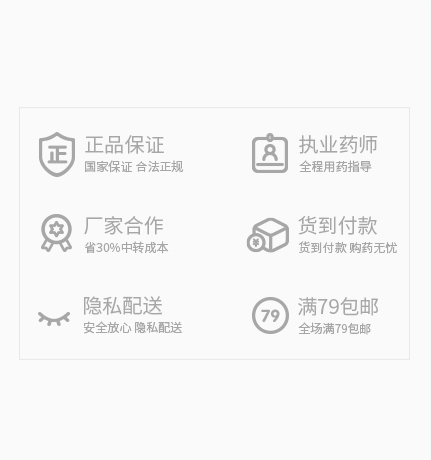 正
正品保证
国家保证 合法正规
执业药师
全程用药指导
厂家合作
省30%中转成本
¥
货到付款
货到付款 购药无忧
隐私配送
安全放心 隐私配送
79
满79包邮
全场满79包邮